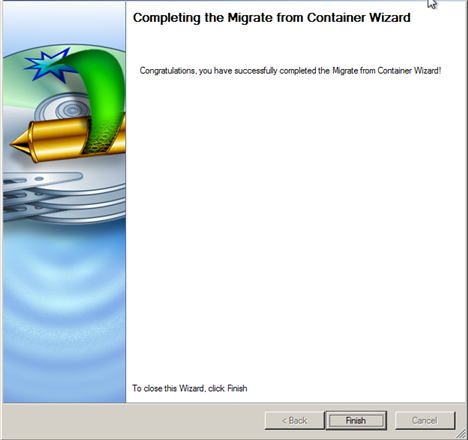 Completing the Migrate from Container Wizard
Congratulations, you have successfully completed the Migrate from Container Wizard!
To close this Wizard, click Finish
< Back
Finish
Cancel